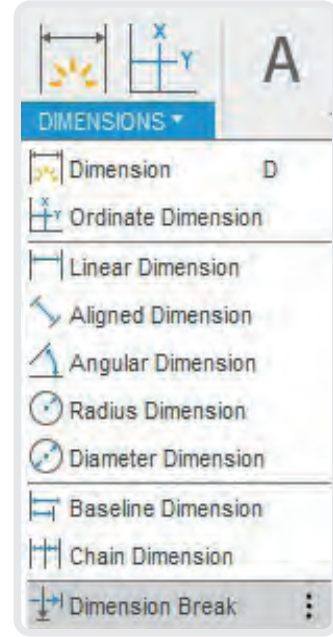 X
Y
A
DIMENSIONS
Dimension D
X
Y
Ordinate Dimension
Linear Dimension
Aligned Dimension
Angular Dimension
Radius Dimension
Diameter Dimension
Baseline Dimension
Chain Dimension
Dimension Break